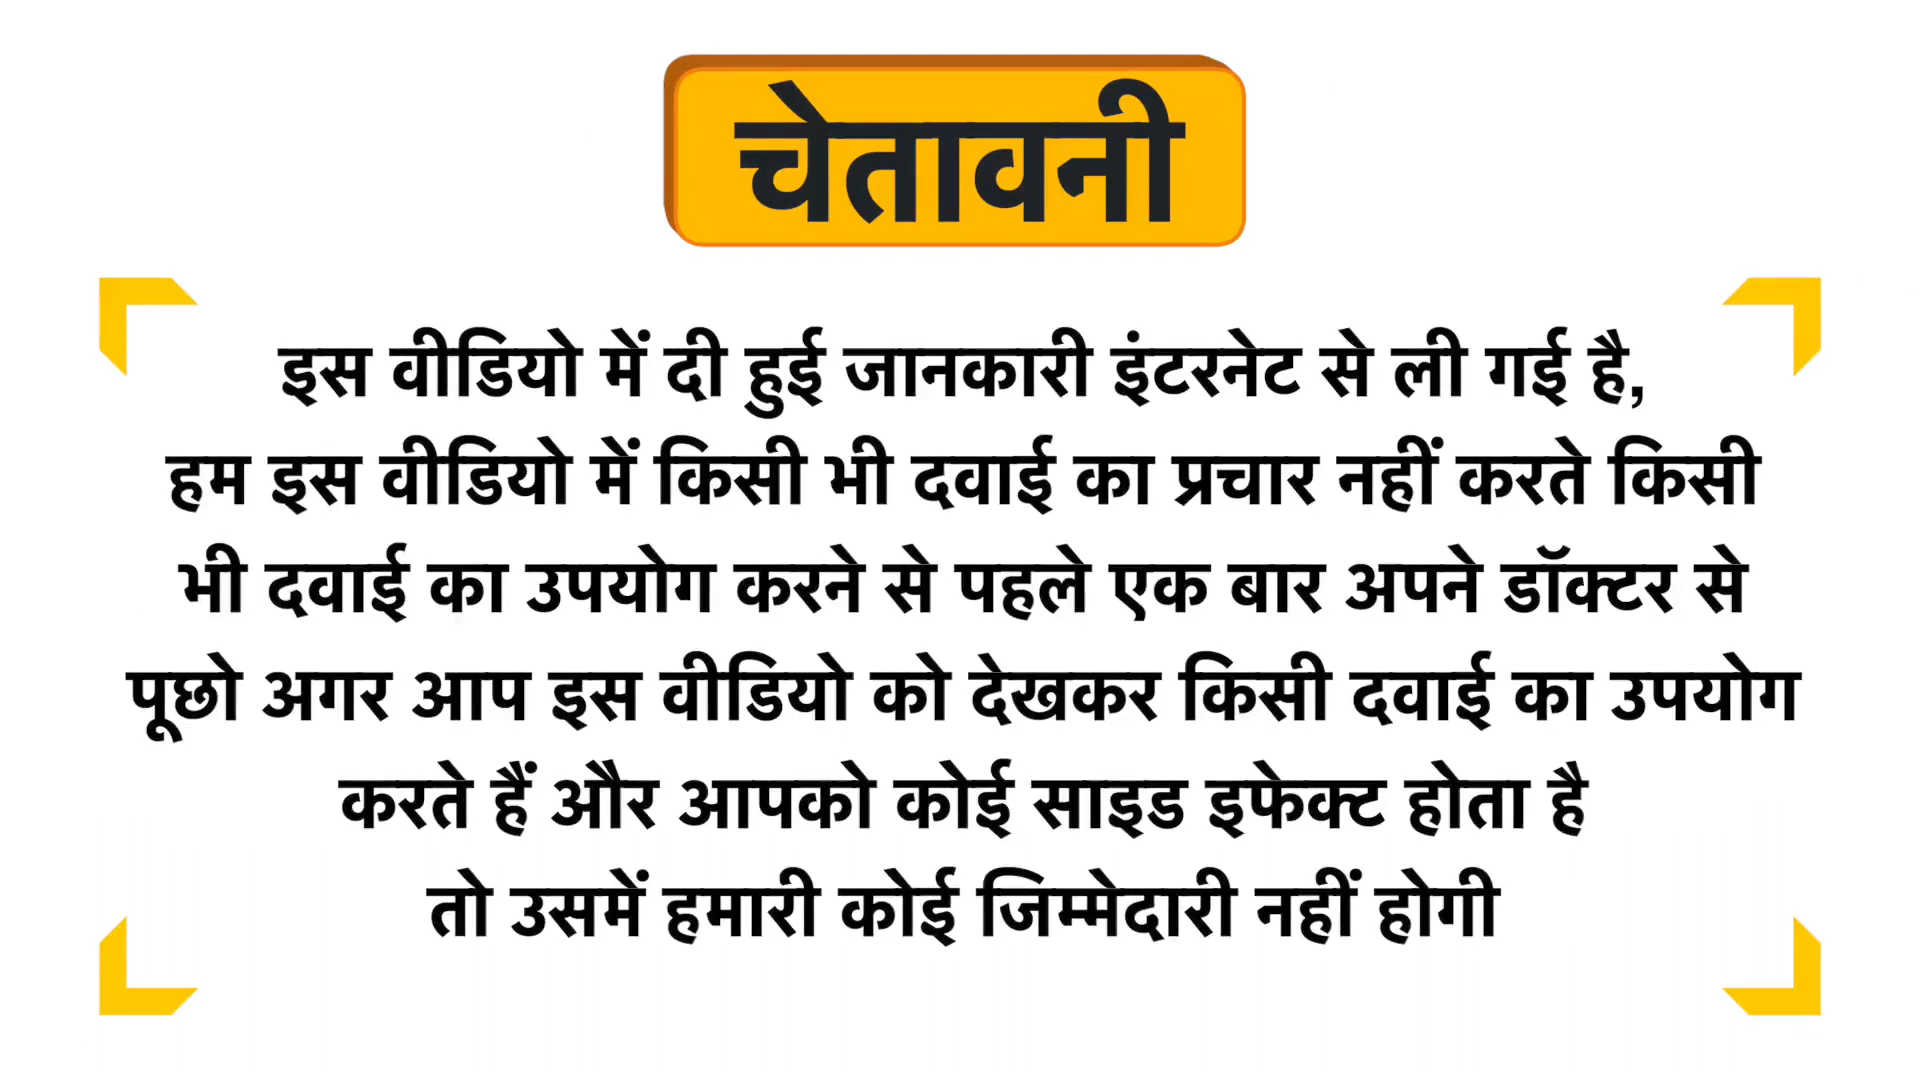 चेतावनी
इस वीडियो में दी हुई जानकारी इंटरनेट से ली गई है,
हम इस वीडियो में किसी भी दवाई का प्रचार नहीं करते किसी
भी दवाई का उपयोग करने से पहले एक बार अपने डॉक्टर से
पूछो अगर आप इस वीडियो को देखकर किसी दवाई का उपयोग
करते हैं और आपको कोई साइड इफेक्ट होता है
तो उसमें हमारी कोई जिम्मेदारी नहीं होगी